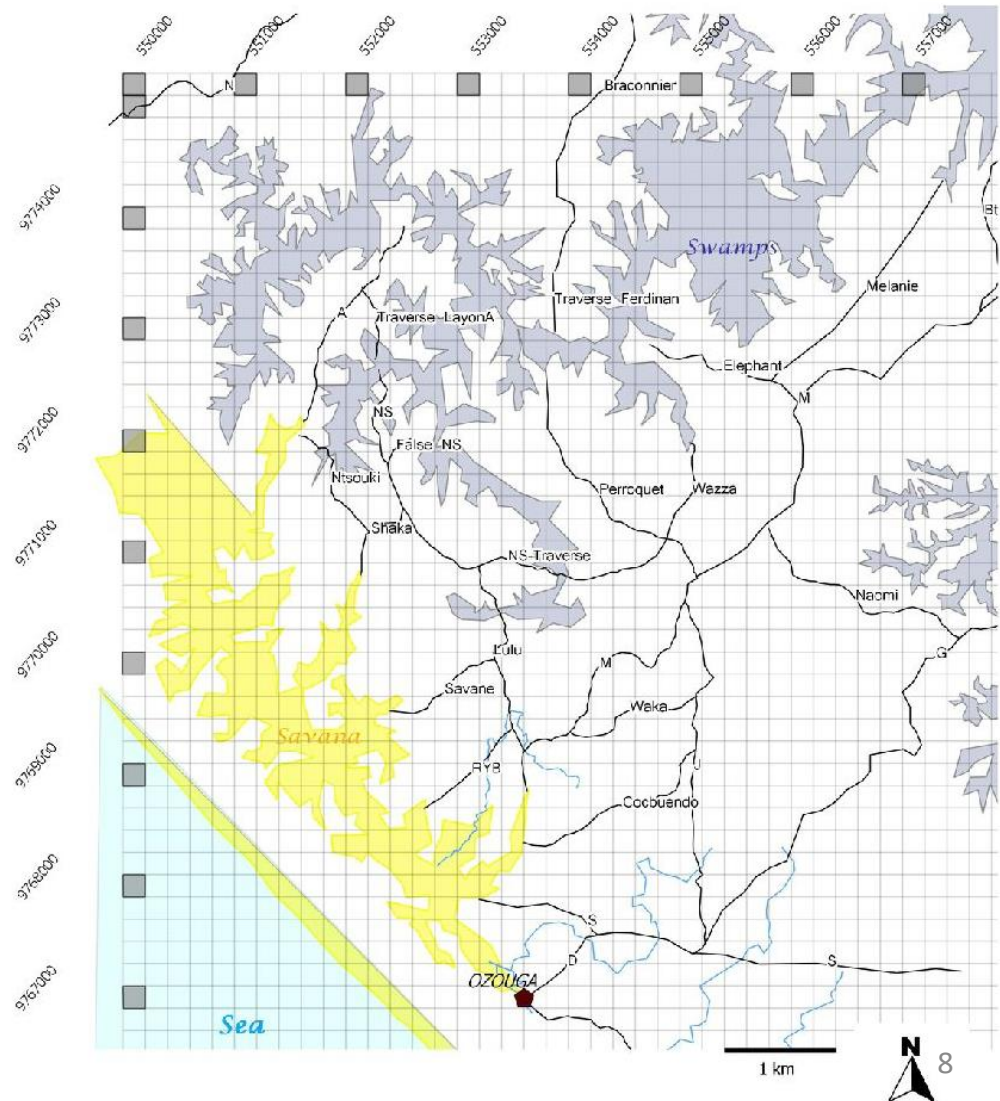 550000
551000
552000
553000
554000
555000
556000
557000
N
Braconnier
9774000
Bt
Swamps
Melanie
9773000
Traverse Ferdinan
A
Traverse LayonA
Elephant
M
9772000
NS
False NS
Ntsouki
Perroquet
Wazza
9771000
Shaka
NS-Traverse
Naomi
9770000
Lulu
M
G
Savane
Waka
Savana
9769000
RYB
J
Cocbuendo
9768000
S
D
S
9767000
OZOUGA
Sea
1 km
N
8